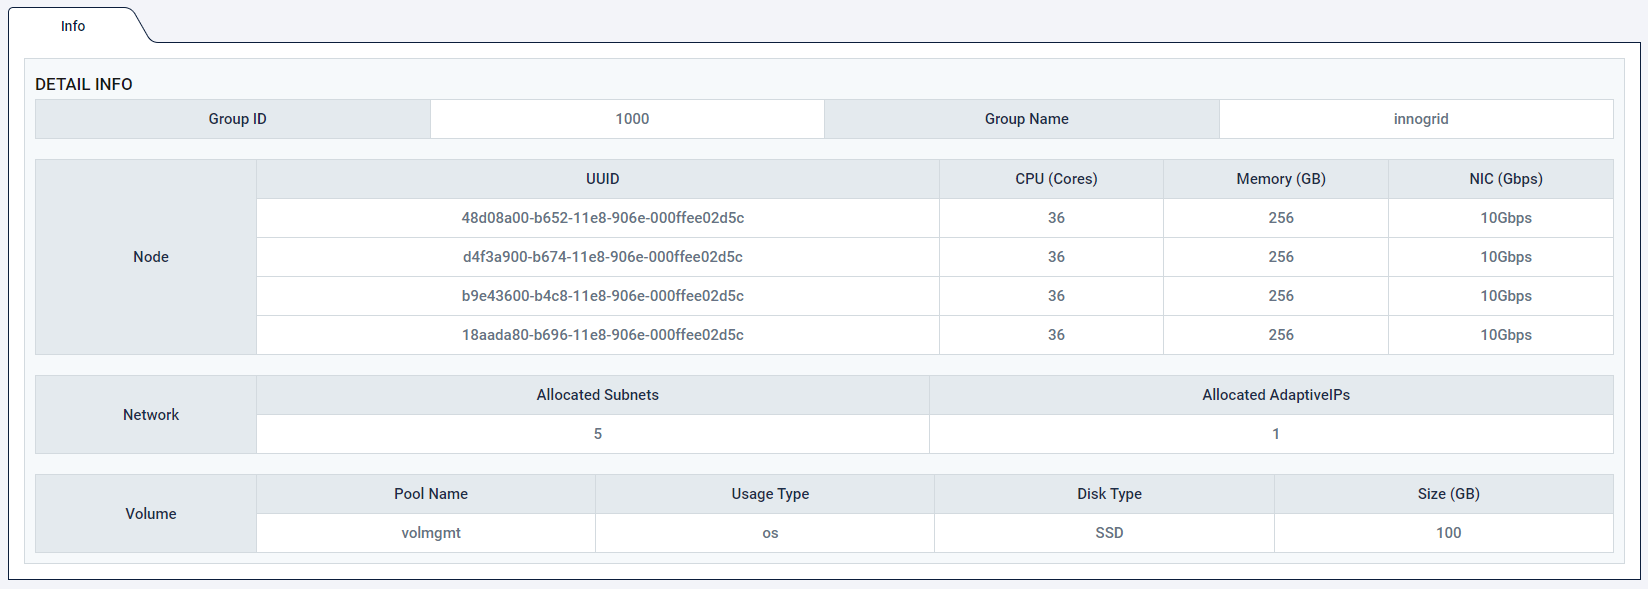 Info
DETAIL INFO
Group ID 1000 Group Name innogrid
UUID CPU (Cores) Memory (GB) NIC (Gbps)
48d08a00-b652-11e8-906e-000ffee02d5c 36 256 10Gbps
Node d4f3a900-b674-11e8-906e-000ffee02d5c 36 256 10Gbps
b9e43600-b4c8-11e8-906e-000ffee02d5c 36 256 10Gbps
18aada80-b696-11e8-906e-000ffee02d5c 36 256 10Gbps
Allocated Subnets Allocated AdaptiveIPs
Network
5 1
Pool Name Usage Type Disk Type Size (GB)
Volume
volmgmt os SSD 100